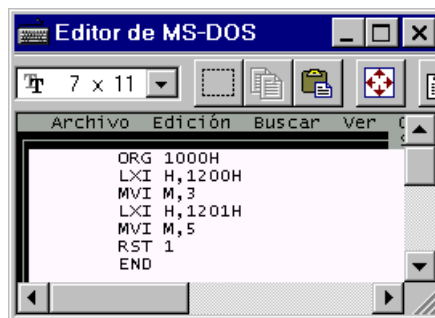 Editor de MS-DOS
Tr 7 x 11
Archivo Edición Buscar Ver
ORG 1000H
LXI H,1200H
MVI M,3
LXI H,1201H
MVI M,5
RST 1
END